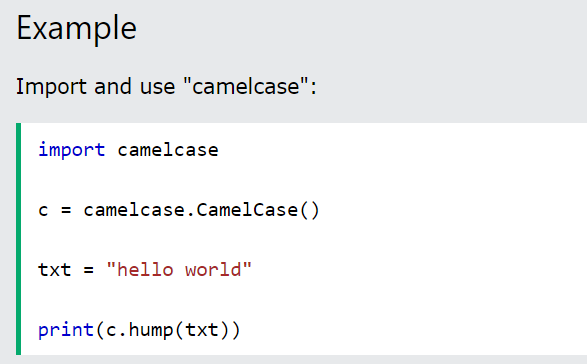 Example
Import and use "camelcase":
import camelcase
c = camelcase.CamelCase()
txt = "hello world"
print(c.hump(txt))